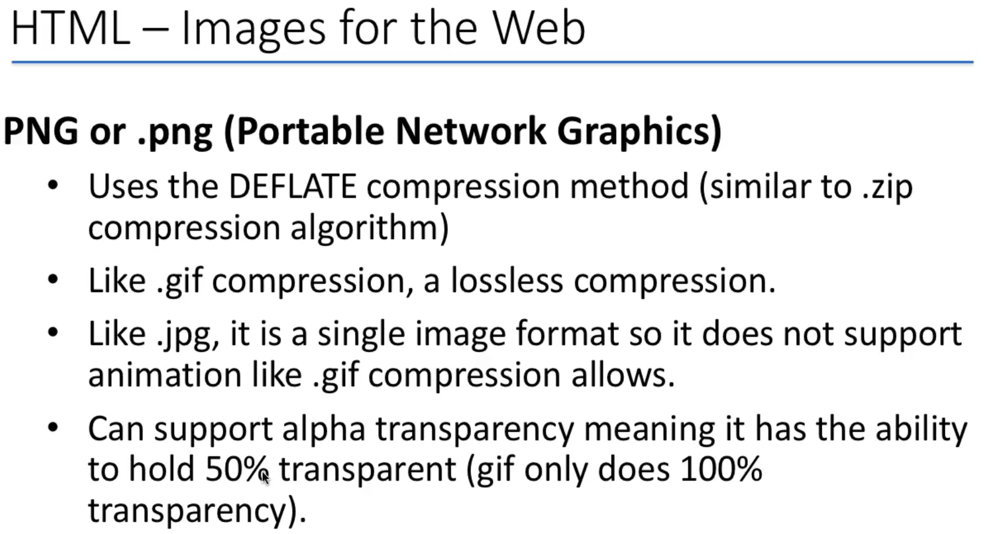 HTML – Images for the Web
PNG or .png (Portable Network Graphics)
• Uses the DEFLATE compression method (similar to .zip
compression algorithm)
• Like .gif compression, a lossless compression.
• Like .jpg, it is a single image format so it does not support
animation like .gif compression allows.
• Can support alpha transparency meaning it has the ability
to hold 50% transparent (gif only does 100%
transparency).